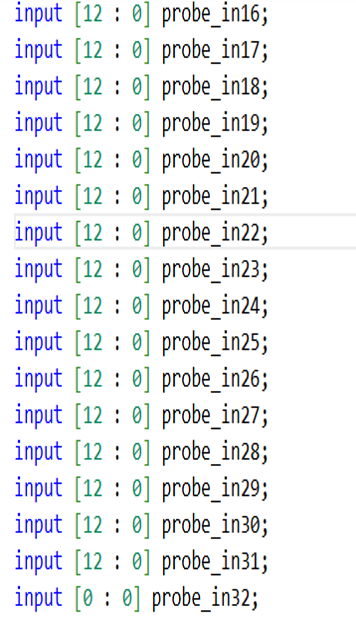 input [12 : 0] probe_in16;
input [12 : 0] probe_in17;
input [12 : 0] probe_in18;
input [12 : 0] probe_in19;
input [12 : 0] probe_in20;
input [12 : 0] probe_in21;
input [12 : 0] probe_in22;
input [12 : 0] probe_in23;
input [12 : 0] probe_in24;
input [12 : 0] probe_in25;
input [12 : 0] probe_in26;
input [12 : 0] probe_in27;
input [12 : 0] probe_in28;
input [12 : 0] probe_in29;
input [12 : 0] probe_in30;
input [12 : 0] probe_in31;
input [0 : 0] probe_in32;